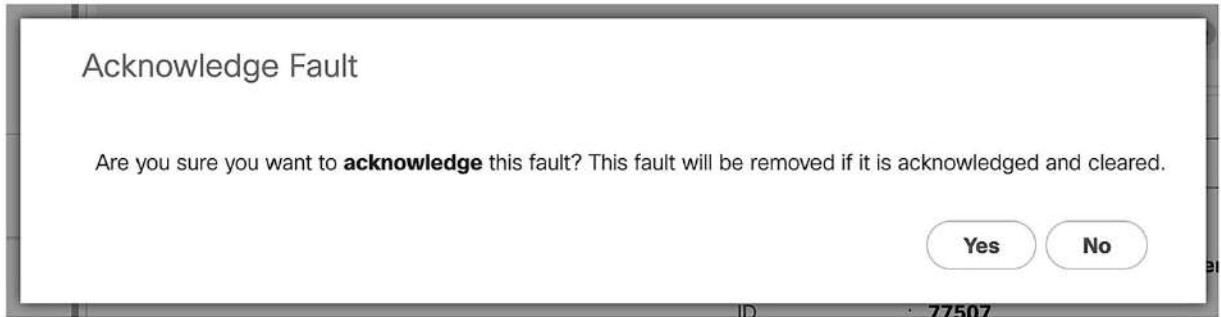 Acknowledge Fault
Are you sure you want to acknowledge this fault? This fault will be removed if it is acknowledged and cleared.
Yes No
ID : 77507